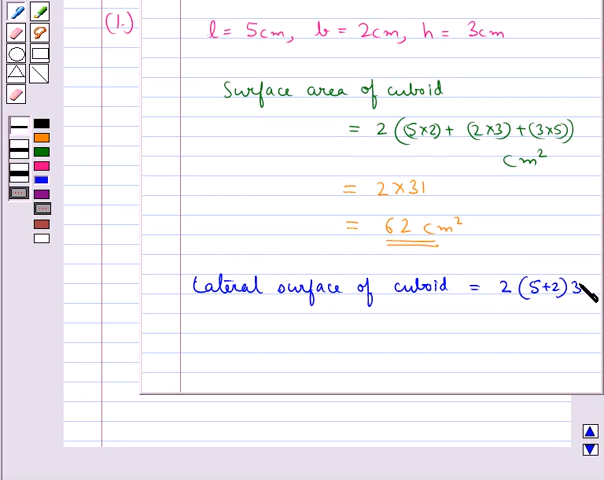 (1.) l = 5cm, b = 2cm, h = 3cm
Surface area of cuboid
= 2 ((5×2) + (2×3) + (3×5))
cm²
= 2 × 31
= 62 cm²
Lateral surface of cuboid = 2 (5+2) 3